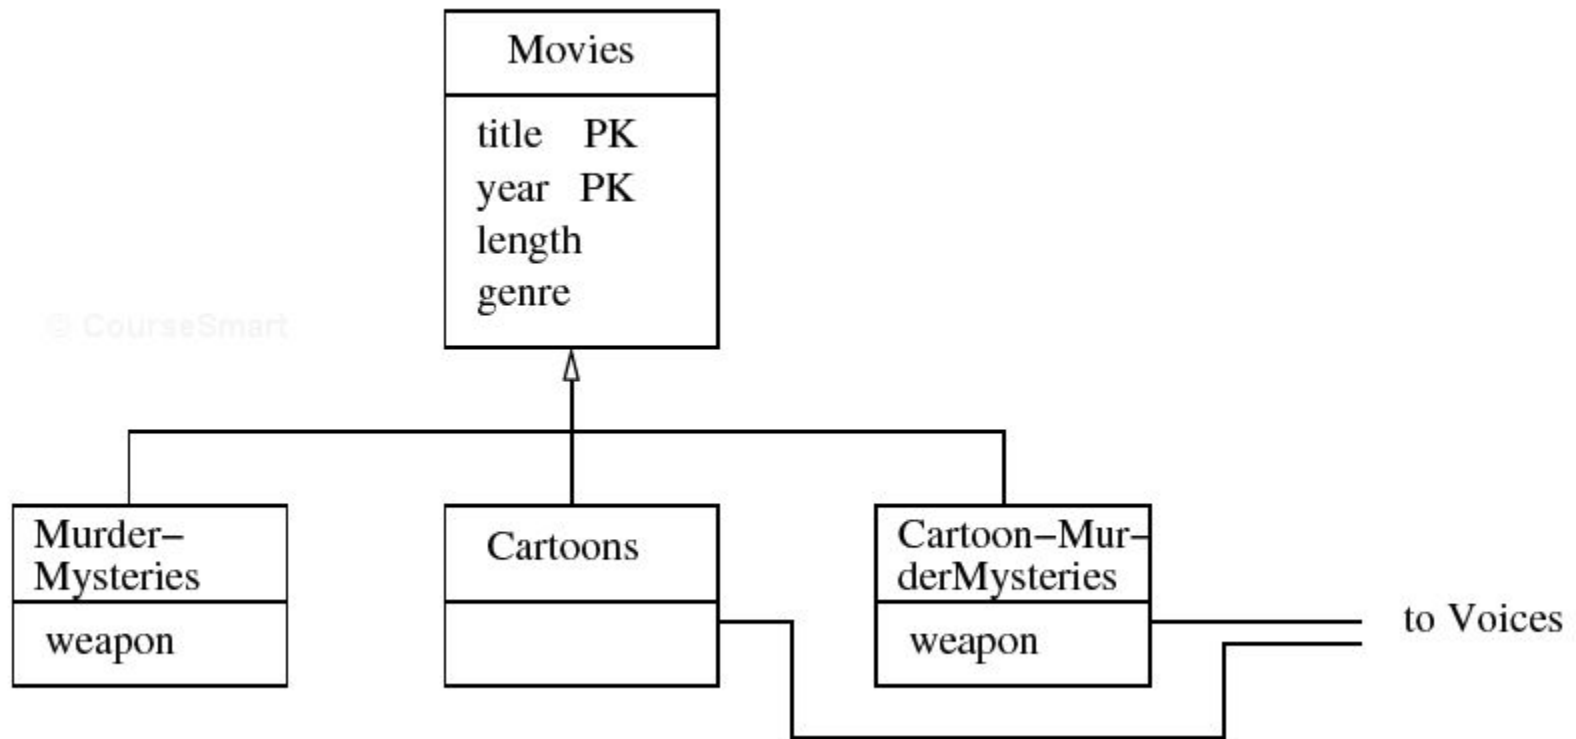 Movies
title PK
year PK
length
genre
© CourseSmart
Murder-
Mysteries
weapon
Cartoons
Cartoon-Mur-
derMysteries
weapon
to Voices